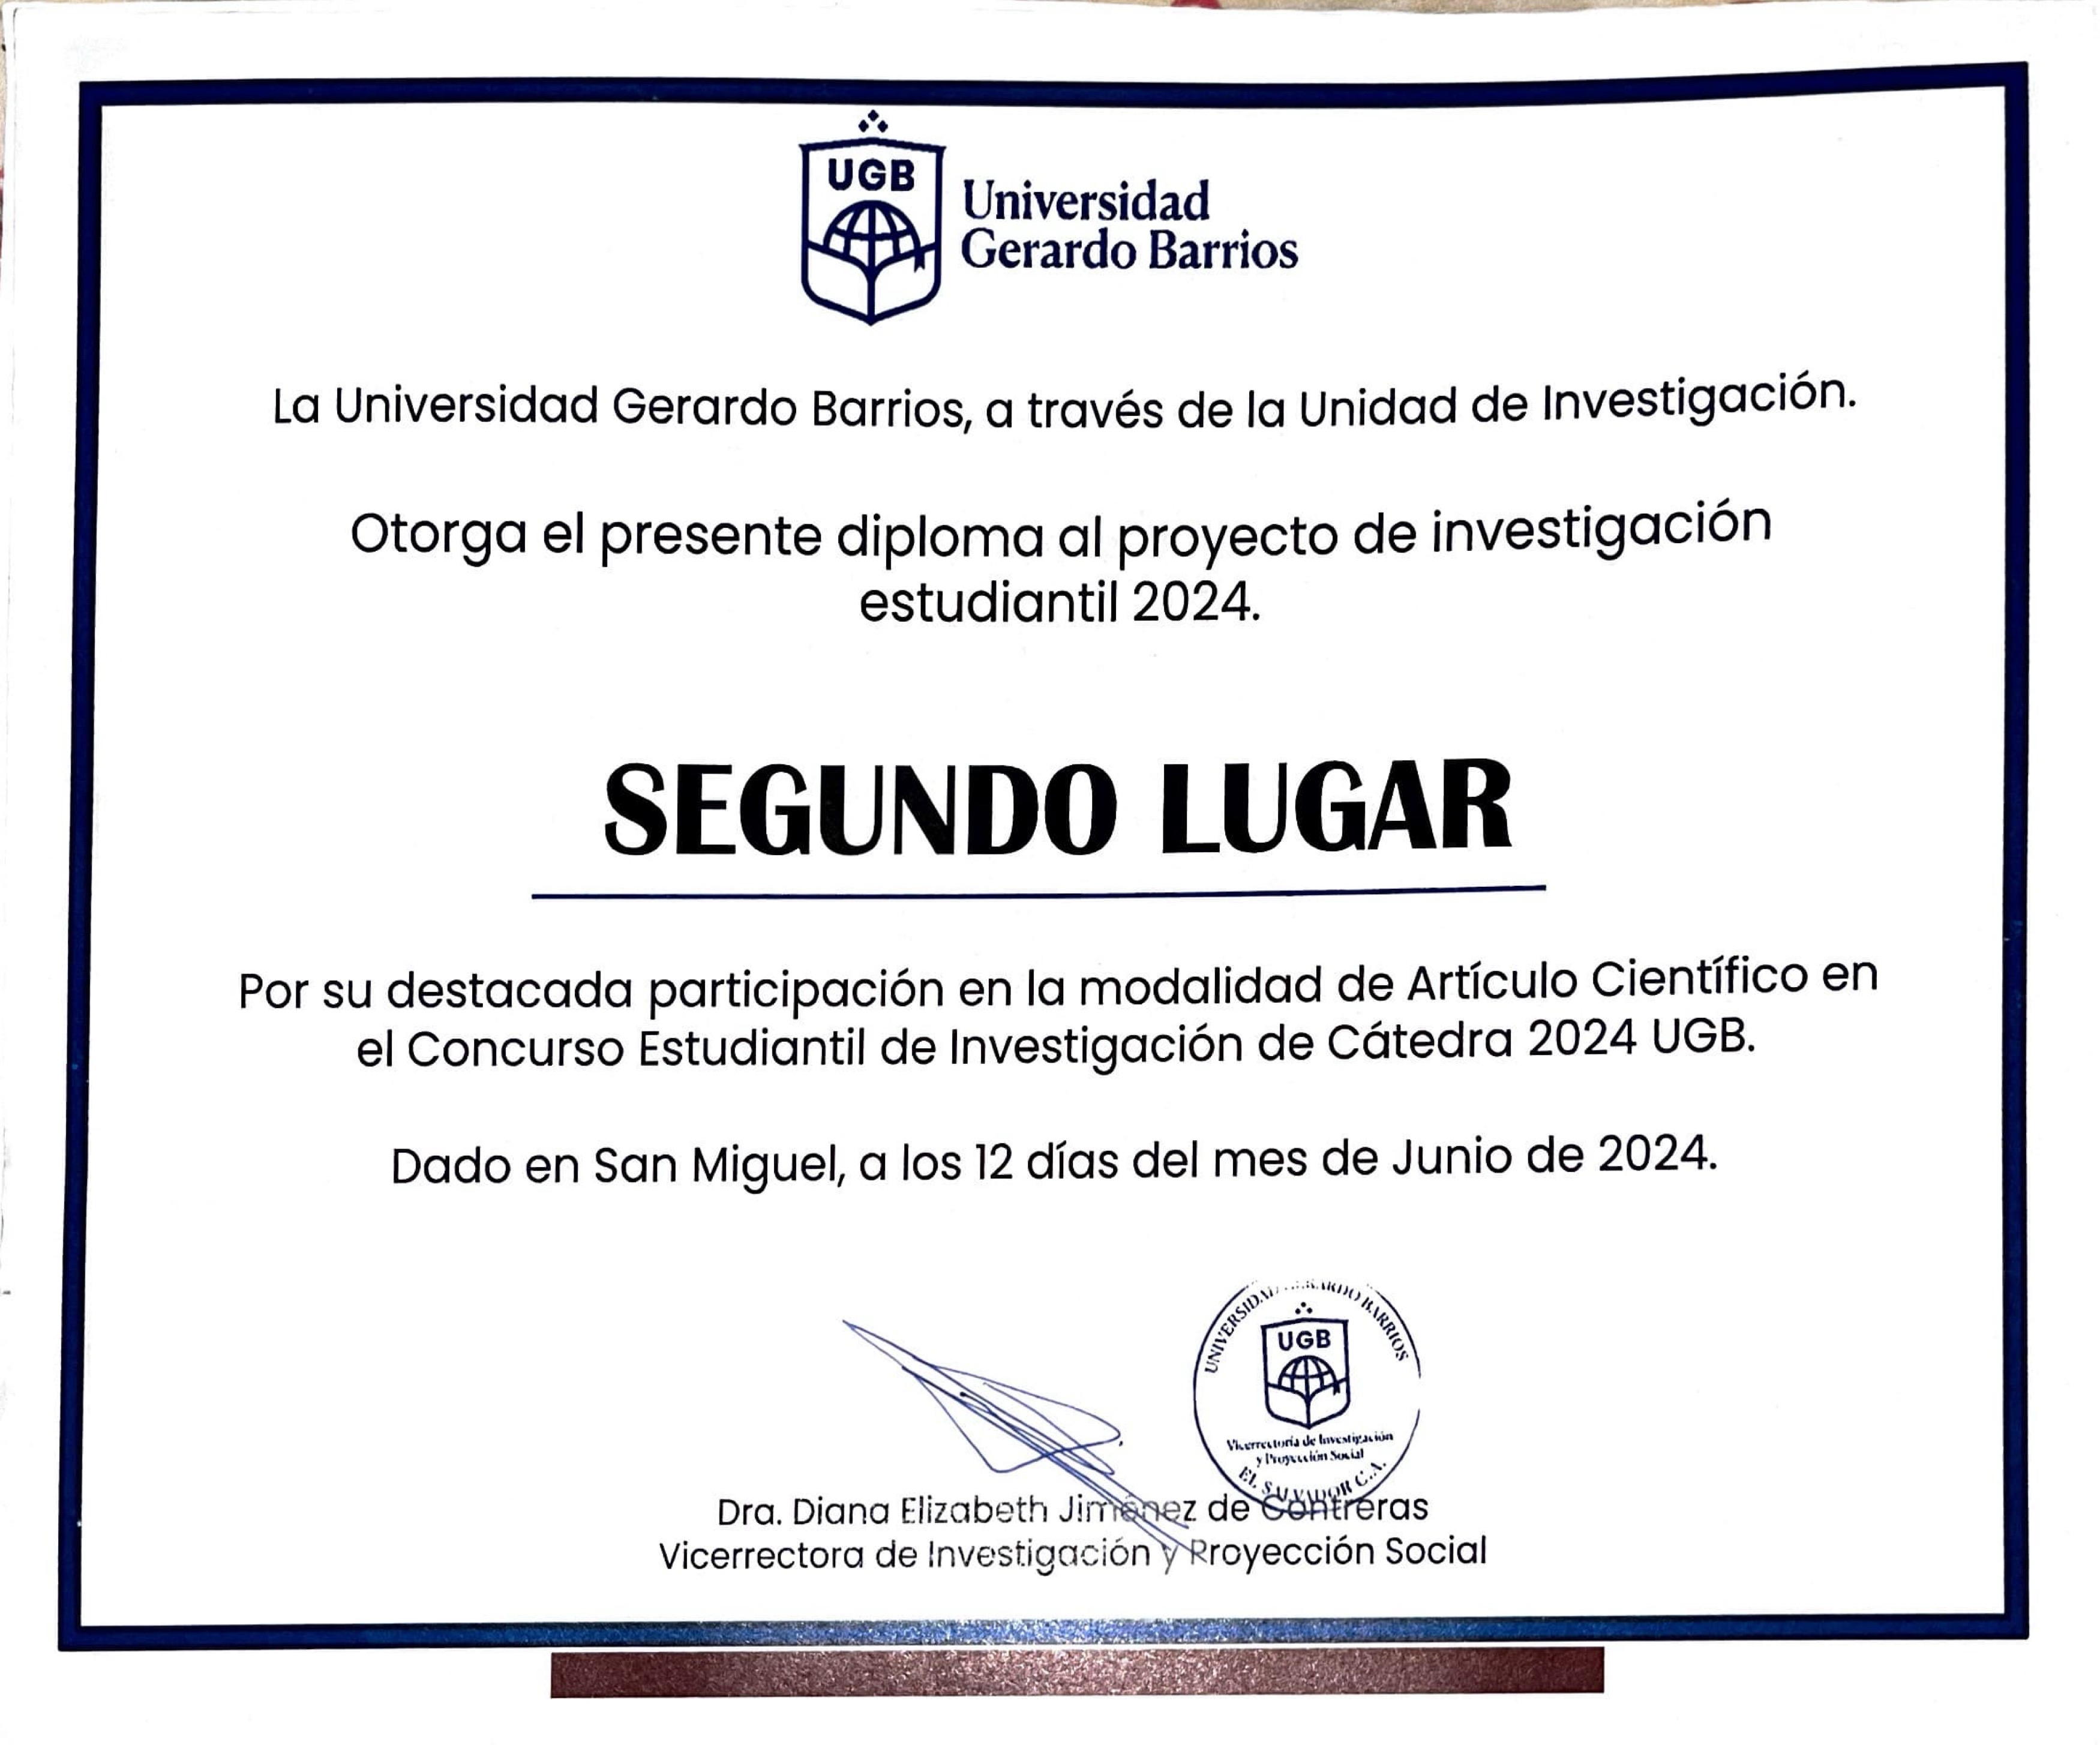 UGB
Universidad
Gerardo Barrios
La Universidad Gerardo Barrios, a través de la Unidad de Investigación.
Otorga el presente diploma al proyecto de investigación
estudiantil 2024.
SEGUNDO LUGAR
Por su destacada participación en la modalidad de Artículo Científico en
el Concurso Estudiantil de Investigación de Cátedra 2024 UGB.
Dado en San Miguel, a los 12 días del mes de Junio de 2024.
UNIVERSIDAD GERARDO BARRIOS
UGB
Vicerrectoría de Investigación
y Proyección Social
EL SALVADOR C.A.
Dra. Diana Elizabeth Jiménez de Contreras
Vicerrectora de Investigación y Proyección Social